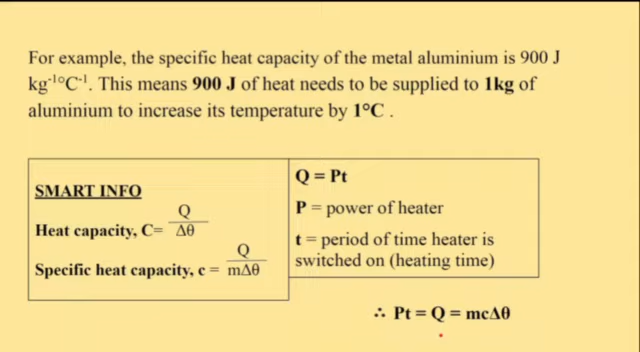 For example, the specific heat capacity of the metal aluminium is 900 J
kg⁻¹°C⁻¹. This means 900 J of heat needs to be supplied to 1kg of
aluminium to increase its temperature by 1°C .
SMART INFO
Heat capacity, C= Q/Δθ
Specific heat capacity, c = Q/mΔθ
Q = Pt
P = power of heater
t = period of time heater is
switched on (heating time)
∴ Pt = Q = mcΔθ